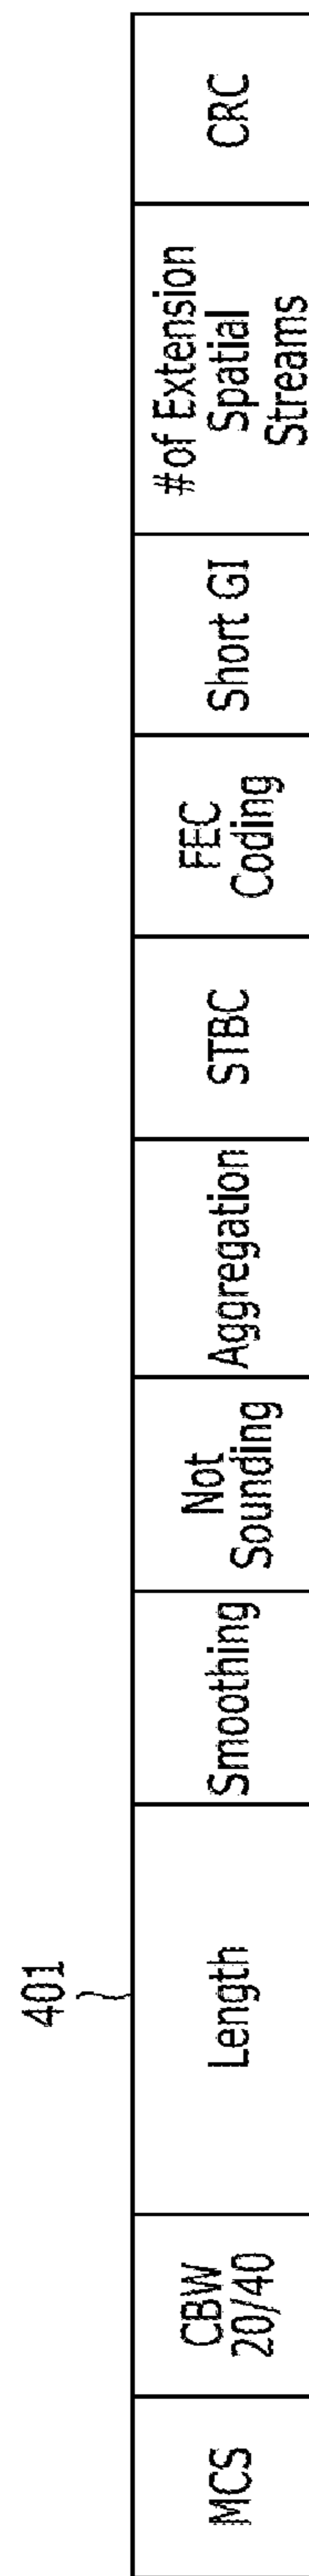 401
MCS
CBW
20/40
Length
Smoothing
Not
Sounding
Aggregation
STBC
FEC
Coding
Short GI
#of Extension
Spatial
Streams
CRC